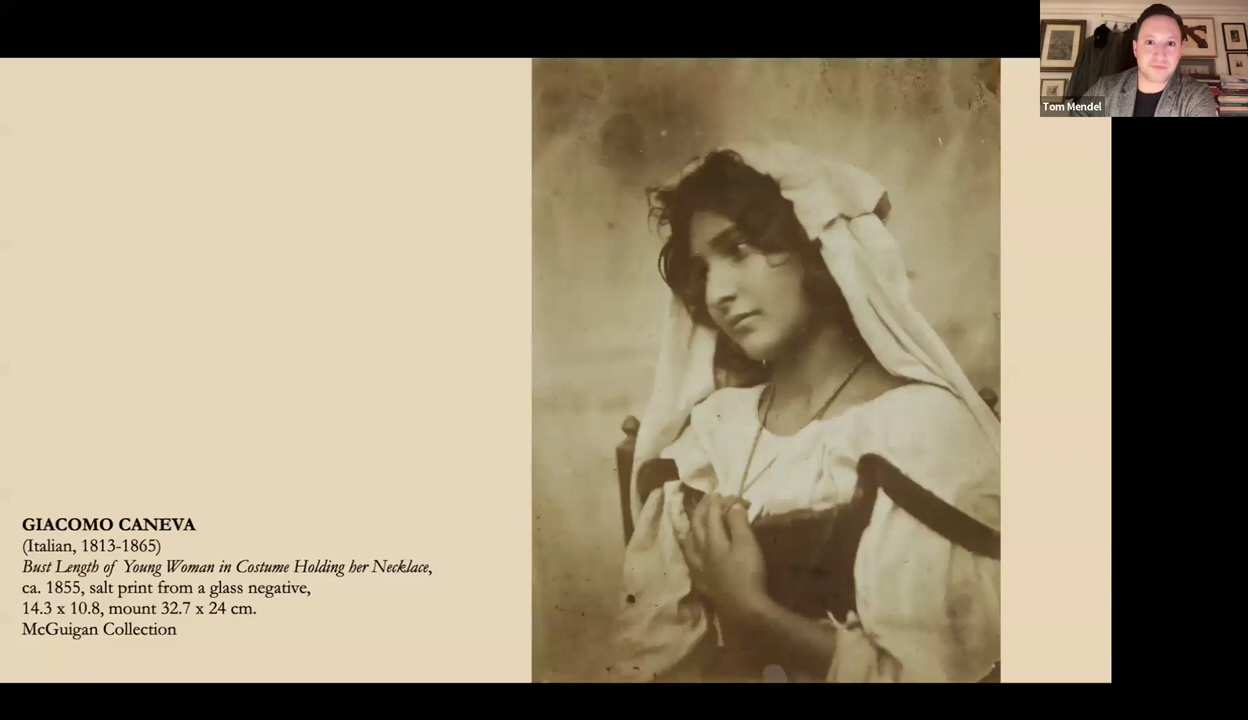 Tom Mendel
GIACOMO CANEVA
(Italian, 1813-1865)
Bust Length of Young Woman in Costume Holding her Necklace,
ca. 1855, salt print from a glass negative,
14.3 x 10.8, mount 32.7 x 24 cm.
McGuigan Collection